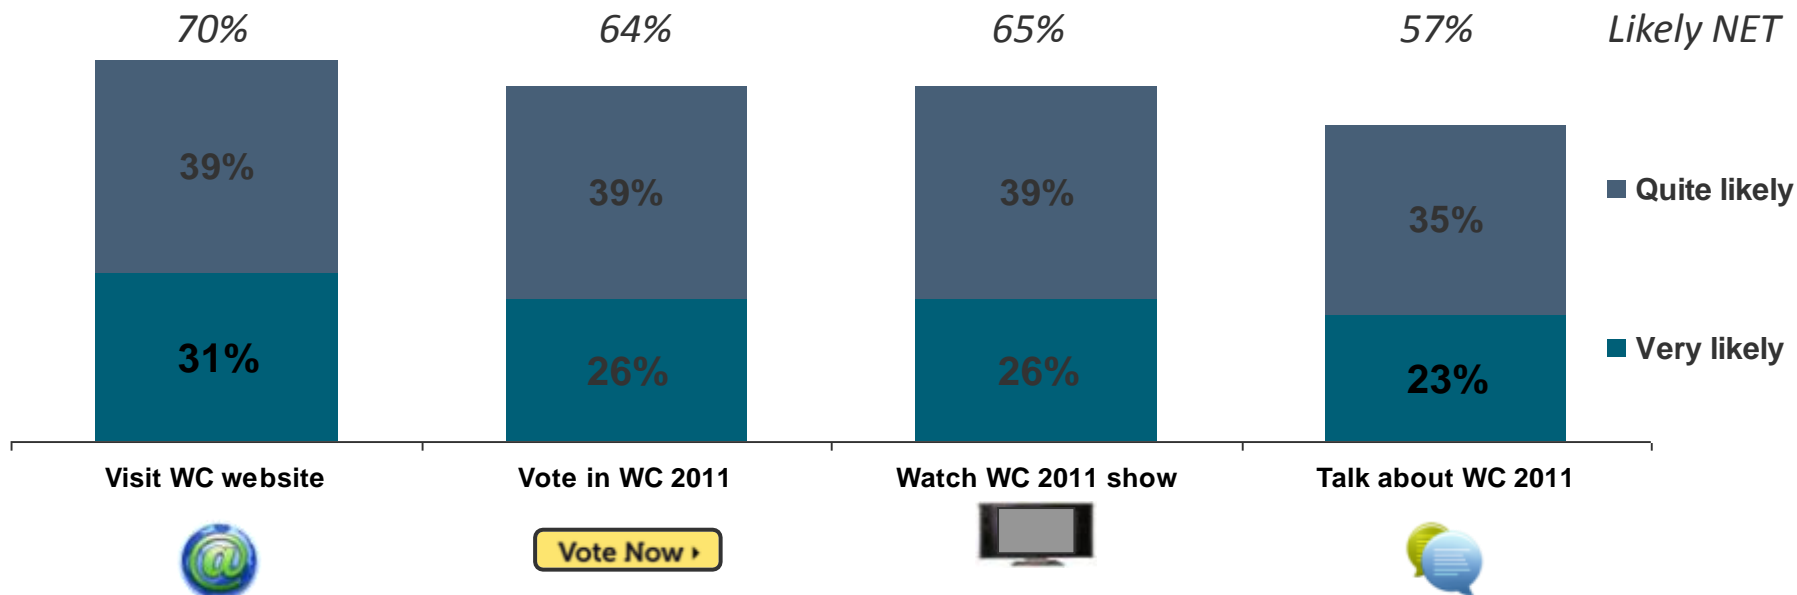 70% 64% 65% 57% Likely NET
39% 39% 39% 35%
Quite likely
31% 26% 26% 23%
Very likely
Visit WC website Vote in WC 2011 Watch WC 2011 show Talk about WC 2011
Vote Now